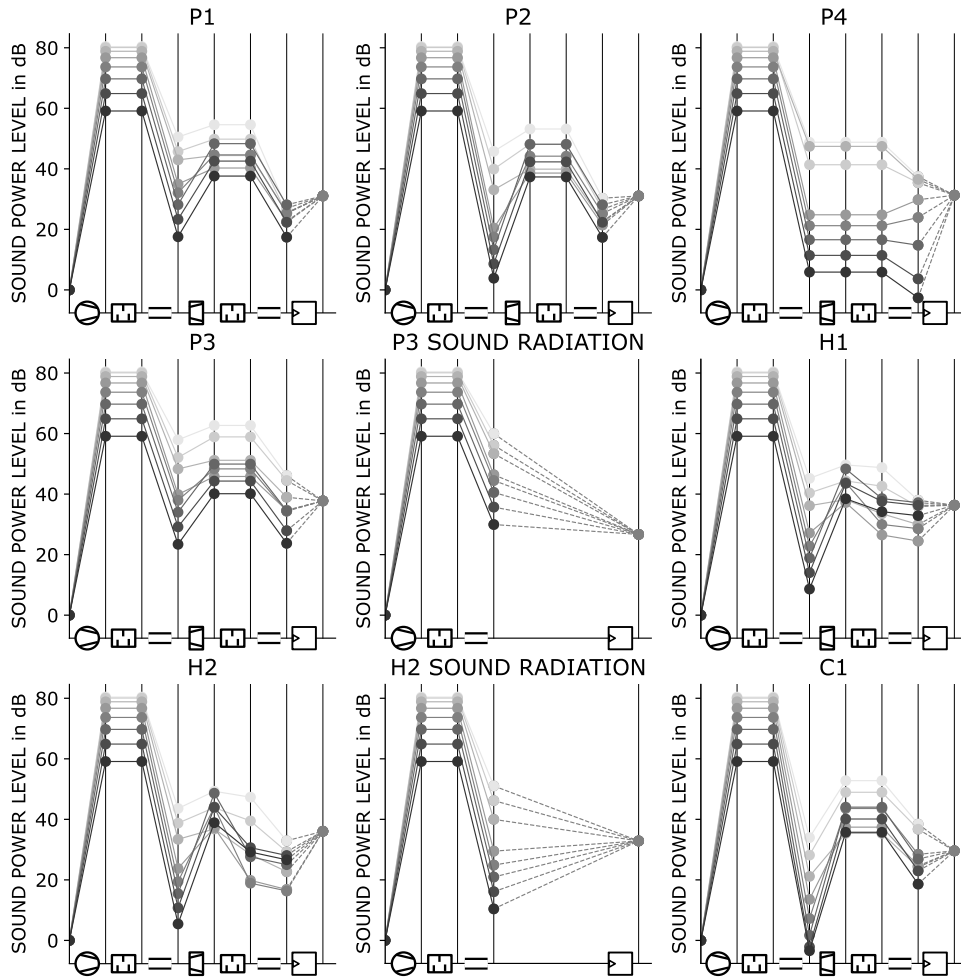 P1 P2 P4
SOUND POWER LEVEL in dB
80
60
40
20
0
SOUND POWER LEVEL in dB
SOUND POWER LEVEL in dB
P3 P3 SOUND RADIATION H1
SOUND POWER LEVEL in dB
80
60
40
20
0
SOUND POWER LEVEL in dB
SOUND POWER LEVEL in dB
H2 H2 SOUND RADIATION C1
SOUND POWER LEVEL in dB
80
60
40
20
0
SOUND POWER LEVEL in dB
SOUND POWER LEVEL in dB